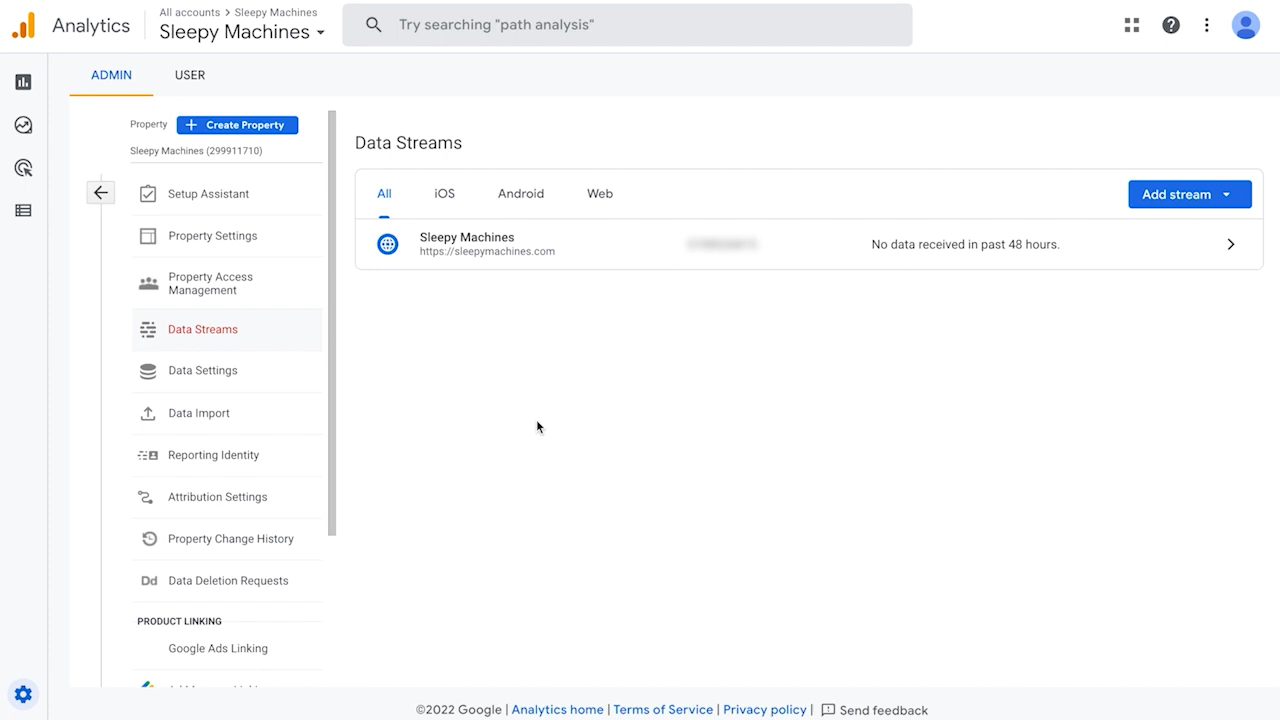 Analytics
All accounts > Sleepy Machines
Sleepy Machines
Try searching "path analysis"
ADMIN
USER
Property
Create Property
Sleepy Machines (299911710)
Setup Assistant
Property Settings
Property Access
Management
Data Streams
Data Settings
Data Import
Reporting Identity
Attribution Settings
Property Change History
Dd Data Deletion Requests
PRODUCT LINKING
Google Ads Linking
Data Streams
All
iOS
Android
Web
Add stream
Sleepy Machines
https://sleepymachines.com
No data received in past 48 hours.
©2022 Google | Analytics home | Terms of Service | Privacy policy | Send feedback